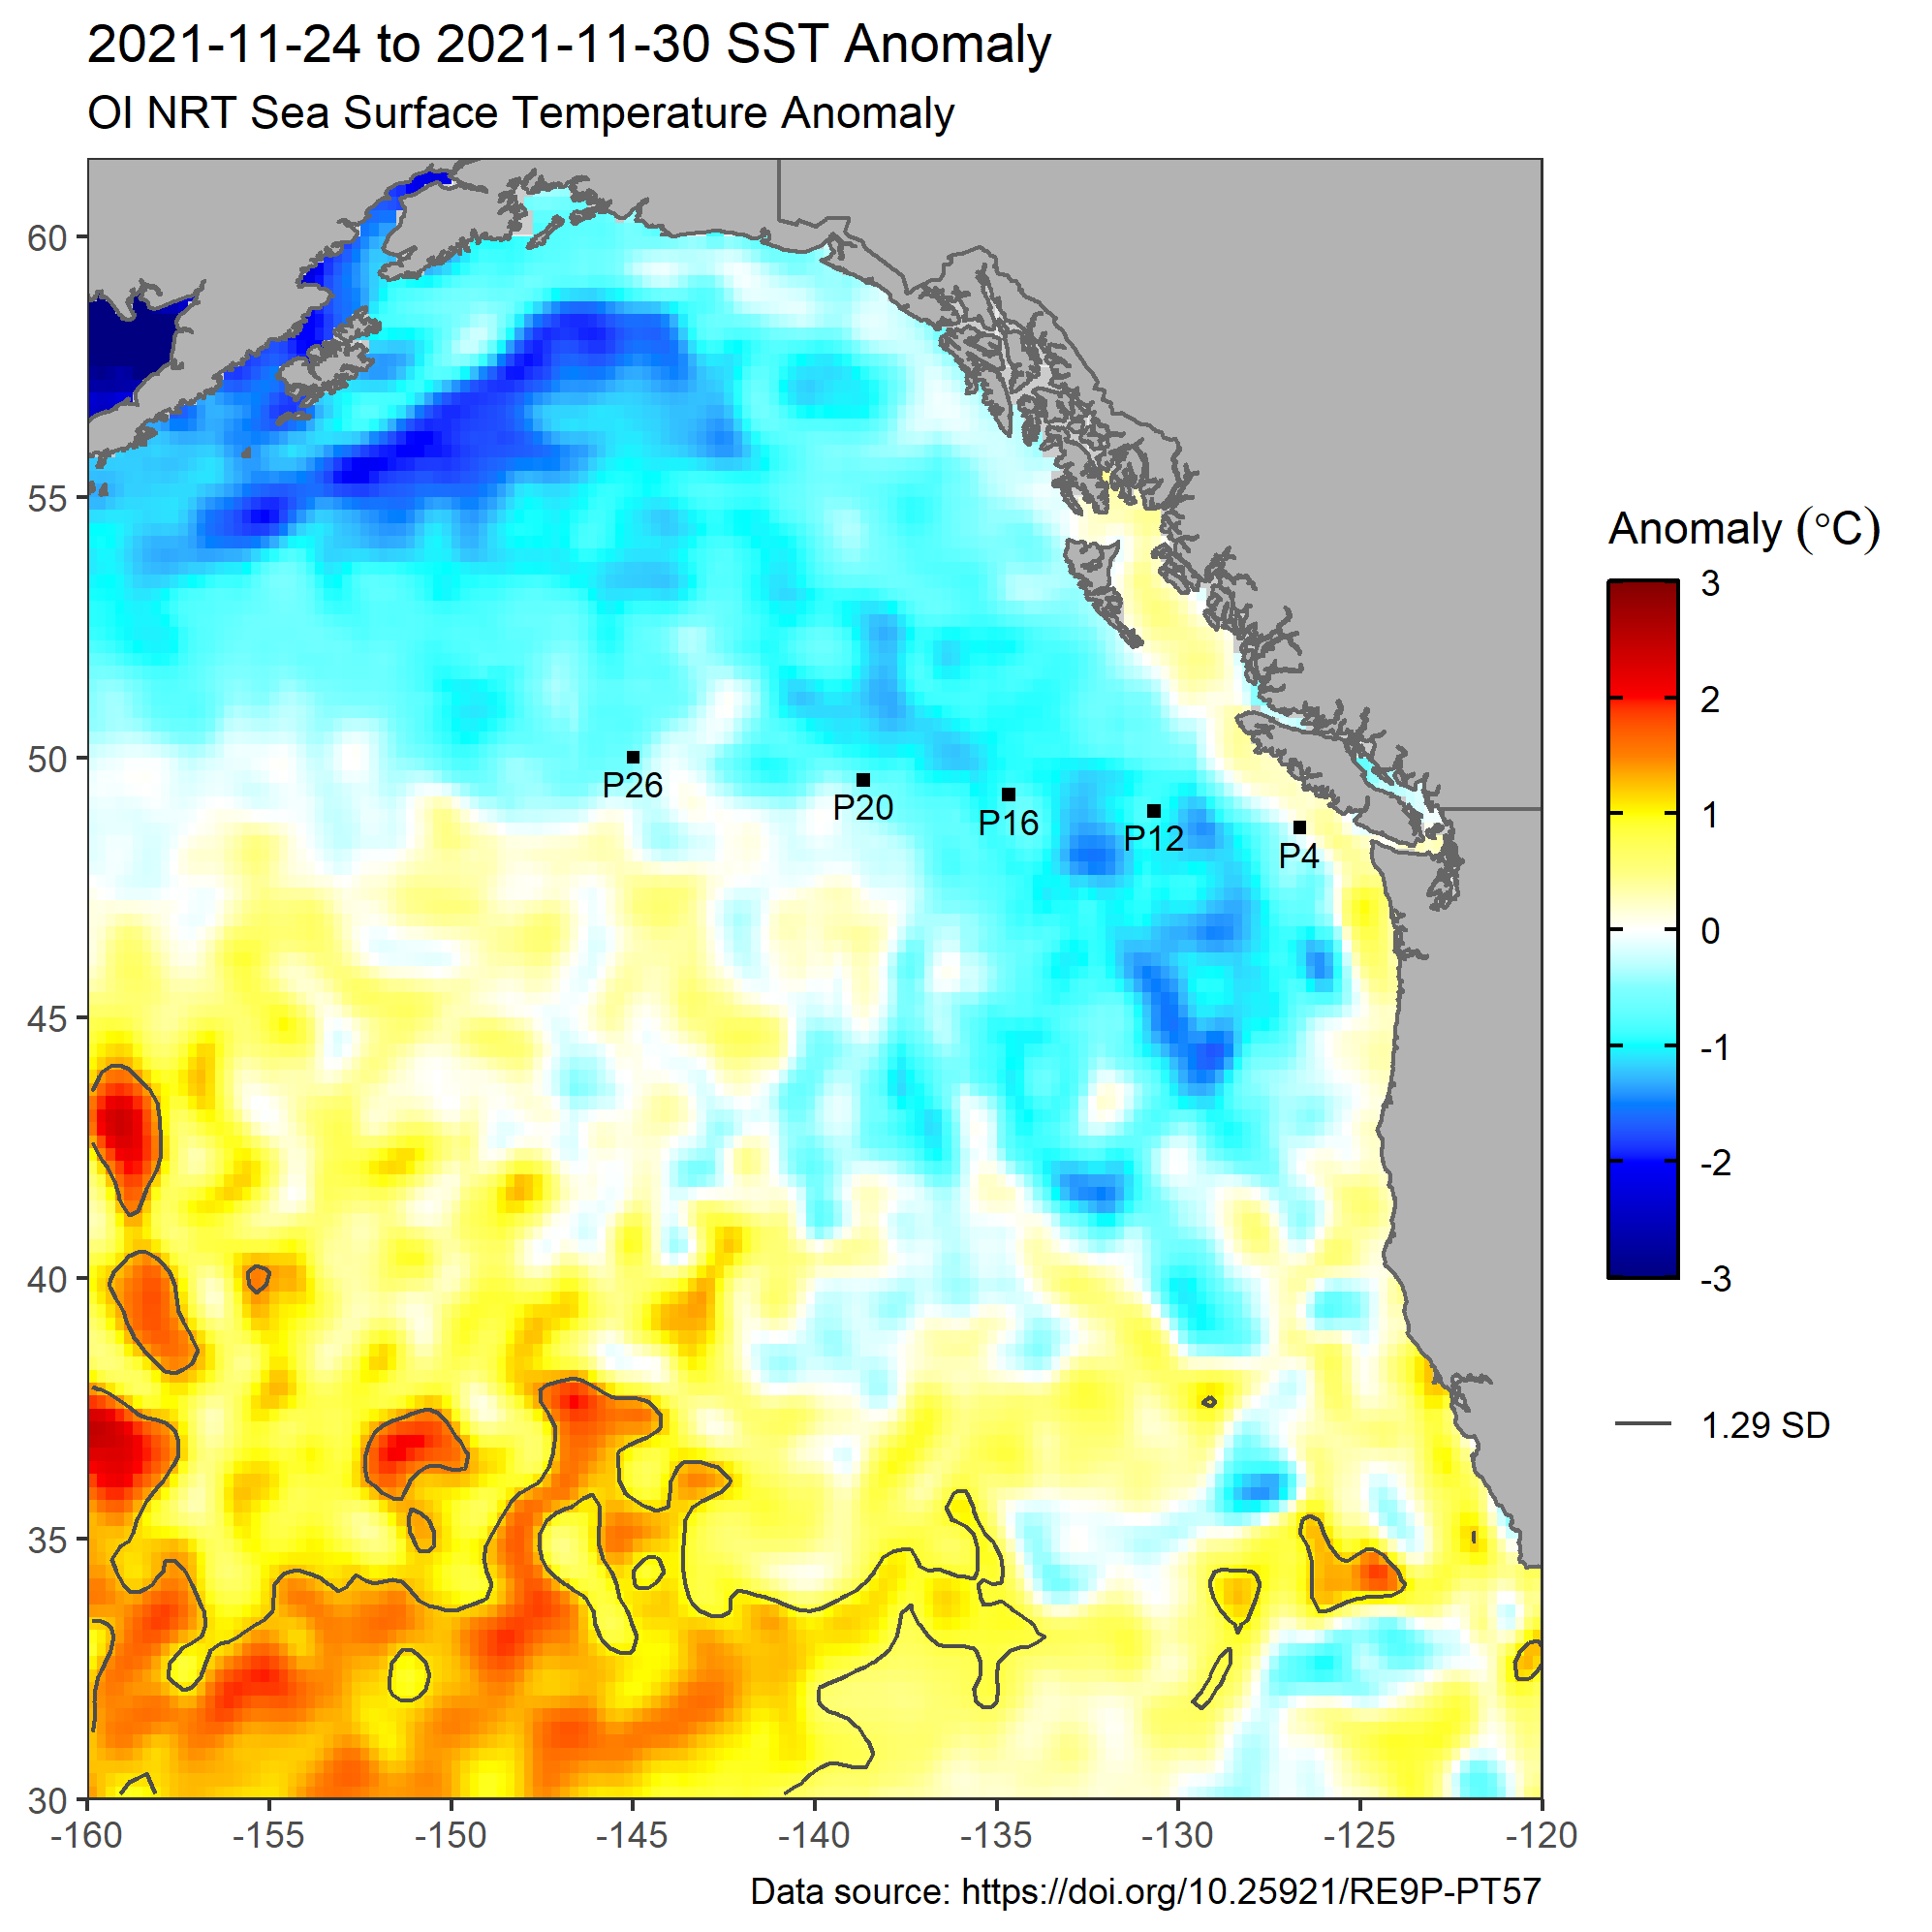 2021-11-24 to 2021-11-30 SST Anomaly
OI NRT Sea Surface Temperature Anomaly
60
55
50
45
40
35
30
-160
-155
-150
-145
-140
-135
-130
-125
-120
P26
P20
P16
P12
P4
Anomaly (°C)
3
2
1
0
-1
-2
-3
1.29 SD
Data source: https://doi.org/10.25921/RE9P-PT57